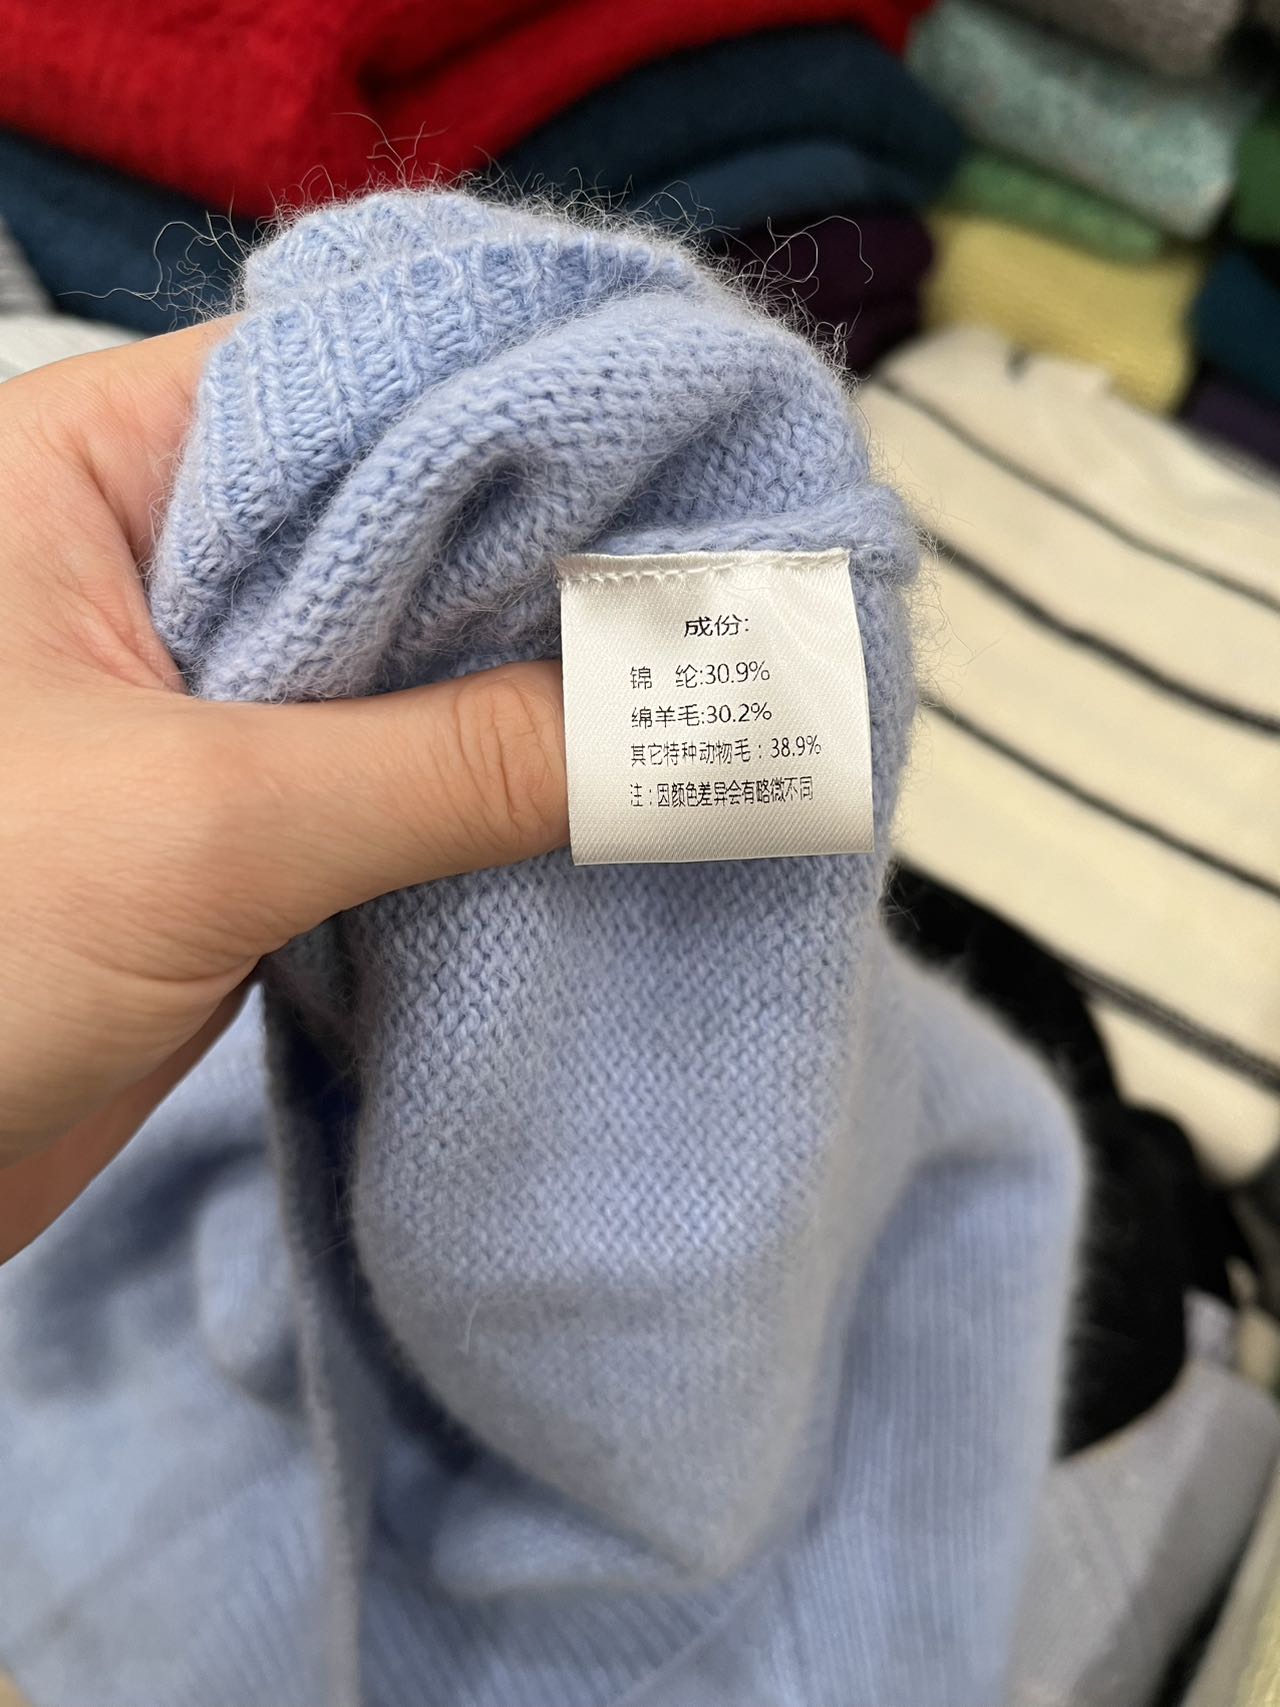 成份:
锦 纶:30.9%
绵羊毛:30.2%
其它特种动物毛：38.9%
注：因颜色差异会有略微不同